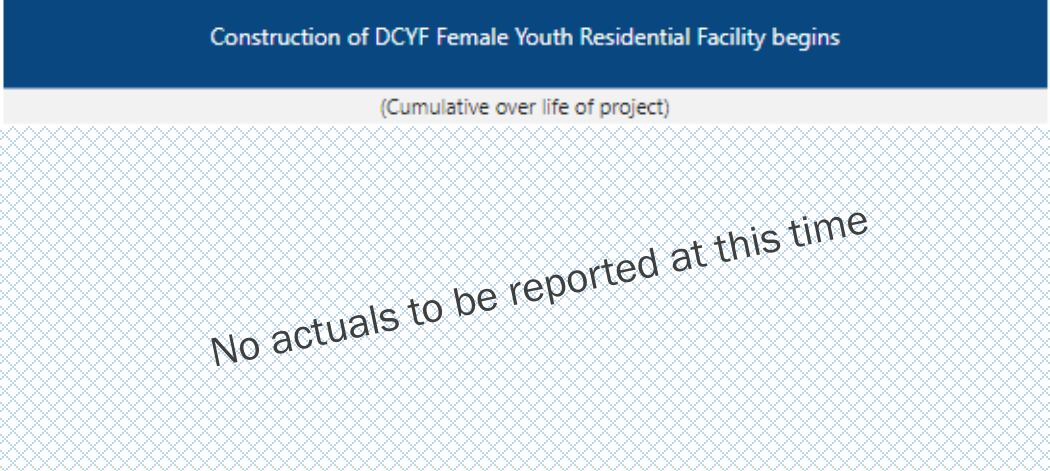 Construction of DCYF Female Youth Residential Facility begins
(Cumulative over life of project)
No actuals to be reported at this time